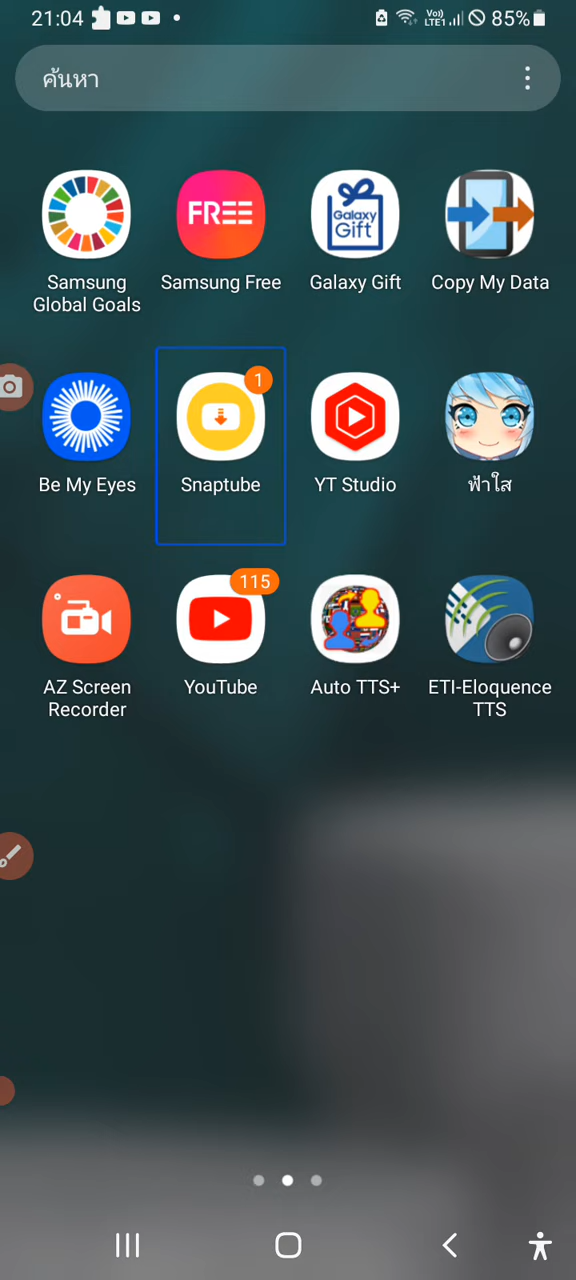 21:04
Vo))
LTE1
85%
ค้นหา
FREE
Galaxy
Gift
Samsung
Global Goals
Samsung Free
Galaxy Gift
Copy My Data
1
Be My Eyes
Snaptube
YT Studio
ฟ้าใส
115
AZ Screen
Recorder
YouTube
Auto TTS+
ETI-Eloquence
TTS